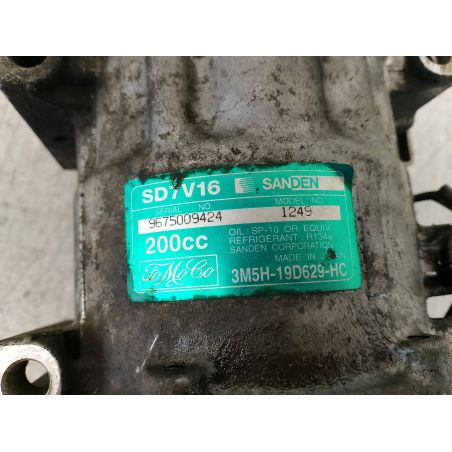 SD7V16 SANDEN
SERIAL NO. MODEL NO.
9675009424 1249
200cc OIL: SP-10 OR EQUIV.
REFRIGERANT: R134a
SANDEN CORPORATION
MADE IN
FoMoCo 3M5H-19D629-HC